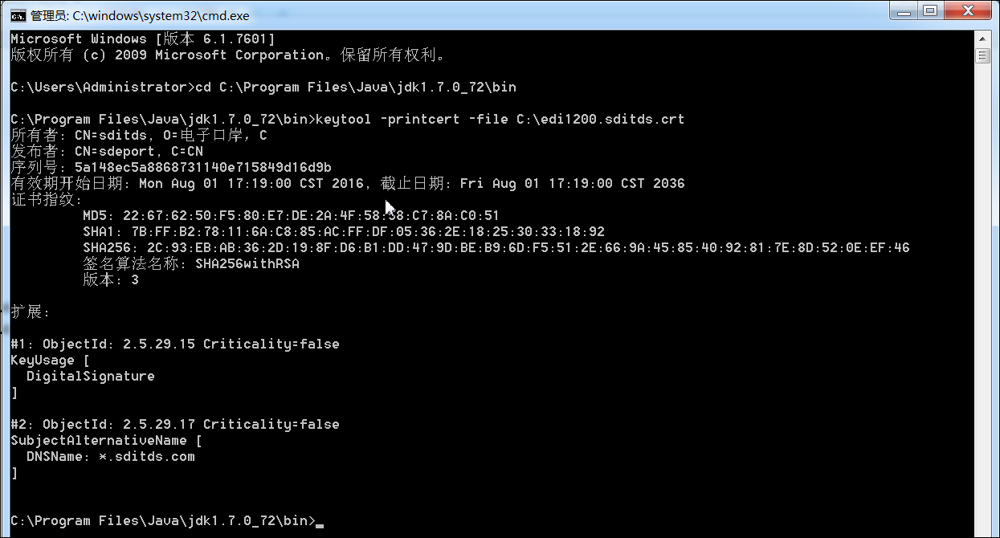 管理员: C:\windows\system32\cmd.exe
Microsoft Windows [版本 6.1.7601]
版权所有 (c) 2009 Microsoft Corporation。保留所有权利。
C:\Users\Administrator>cd C:\Program Files\Java\jdk1.7.0_72\bin
C:\Program Files\Java\jdk1.7.0_72\bin>keytool -printcert -file C:\edi1200.sditds.crt
所有者: CN=sditds, O=电子口岸, C
发布者: CN=sdeport, C=CN
序列号: 5a148ec5a8868731140e715849d16d9b
有效期开始日期: Mon Aug 01 17:19:00 CST 2016, 截止日期: Fri Aug 01 17:19:00 CST 2036
证书指纹:
MD5: 22:67:62:50:F5:80:E7:DE:2A:4F:58:58:C7:8A:C0:51
SHA1: 7B:FF:B2:78:11:6A:C8:85:AC:FF:DF:05:36:2E:18:25:30:33:18:92
SHA256: 2C:93:EB:AB:36:2D:19:8F:D6:B1:DD:47:9D:BE:B9:6D:F5:51:2E:66:9A:45:85:40:92:81:7E:8D:52:0E:EF:46
签名算法名称: SHA256withRSA
版本: 3
扩展:
#1: ObjectId: 2.5.29.15 Criticality=false
KeyUsage [
DigitalSignature
]
#2: ObjectId: 2.5.29.17 Criticality=false
SubjectAlternativeName [
DNSName: *.sditds.com
]
C:\Program Files\Java\jdk1.7.0_72\bin>_